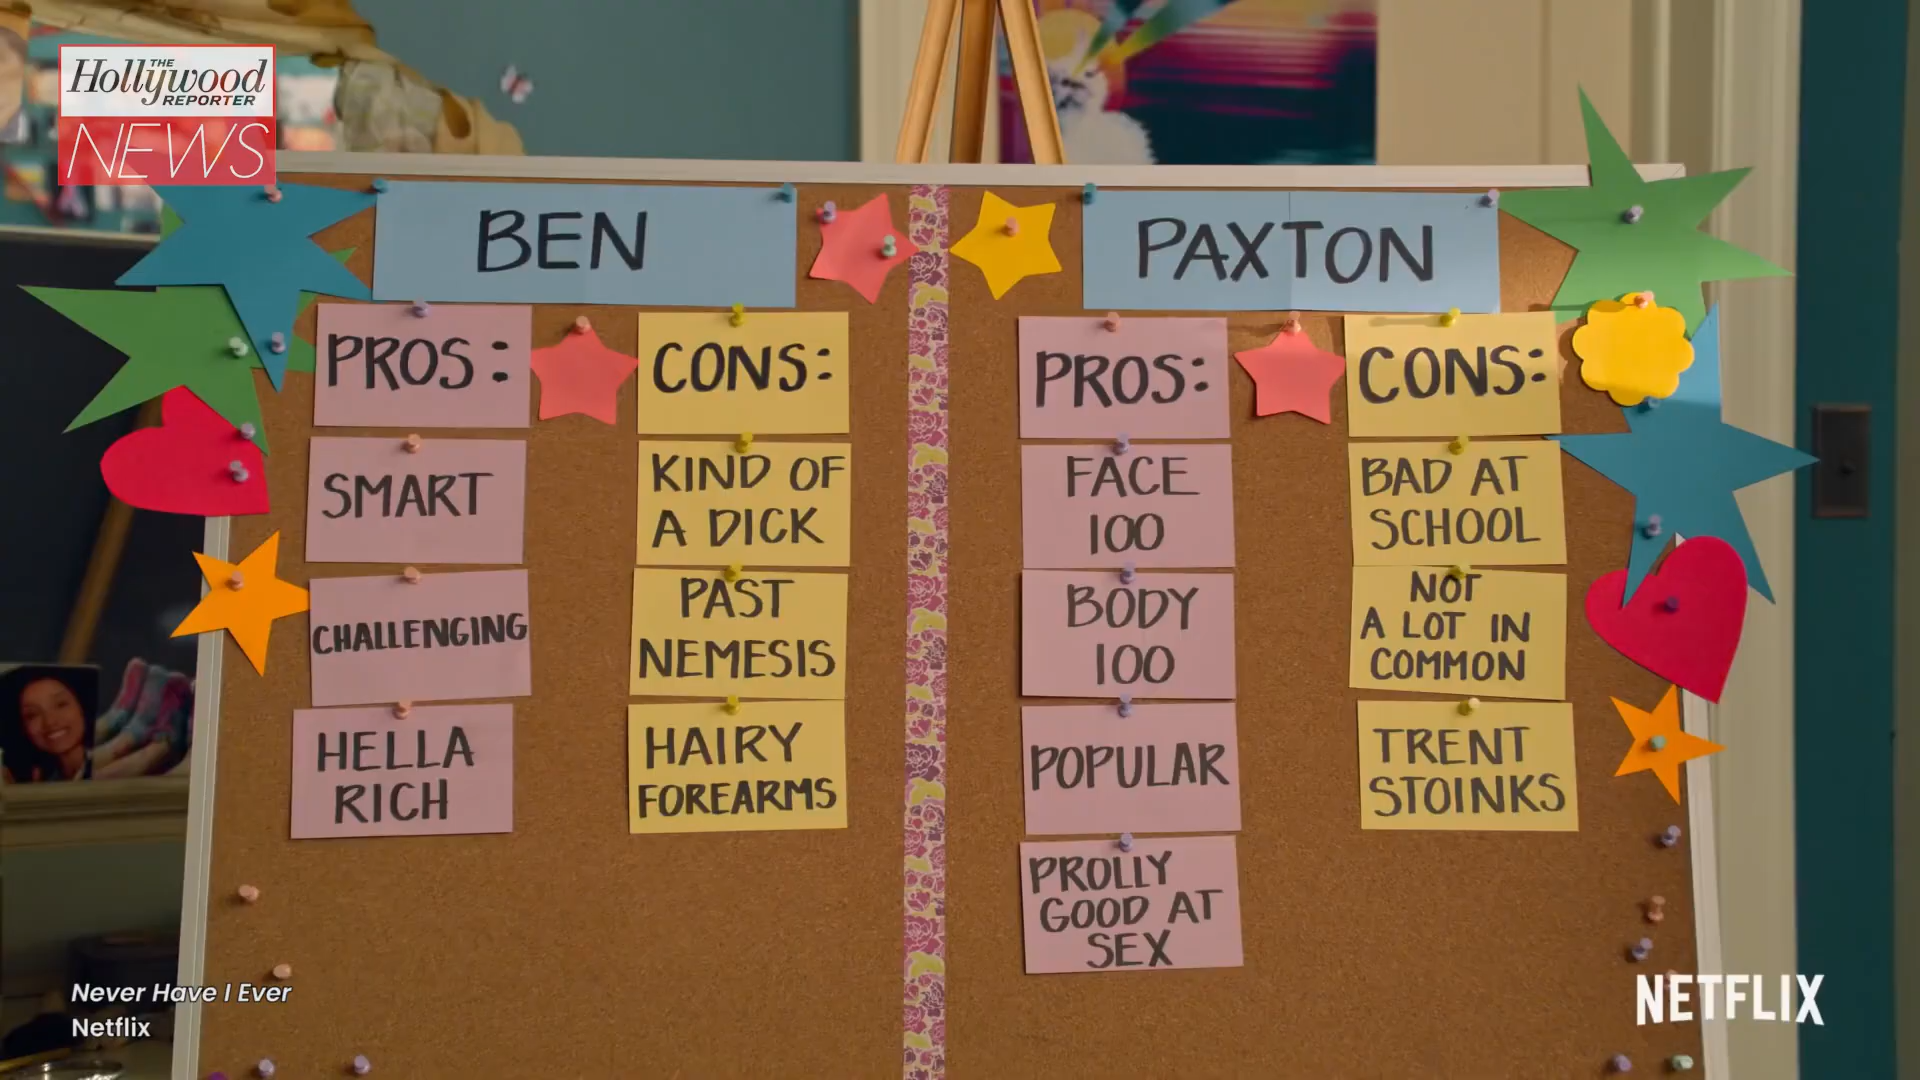 THE
Hollywood
REPORTER
NEWS
BEN
PROS:
SMART
CHALLENGING
HELLA
RICH
CONS:
KIND OF
A DICK
PAST
NEMESIS
HAIRY
FOREARMS
PAXTON
PROS:
FACE
100
BODY
100
POPULAR
PROLLY
GOOD AT
SEX
CONS:
BAD AT
SCHOOL
NOT
A LOT IN
COMMON
TRENT
STOINKS
Never Have I Ever
Netflix
NETFLIX